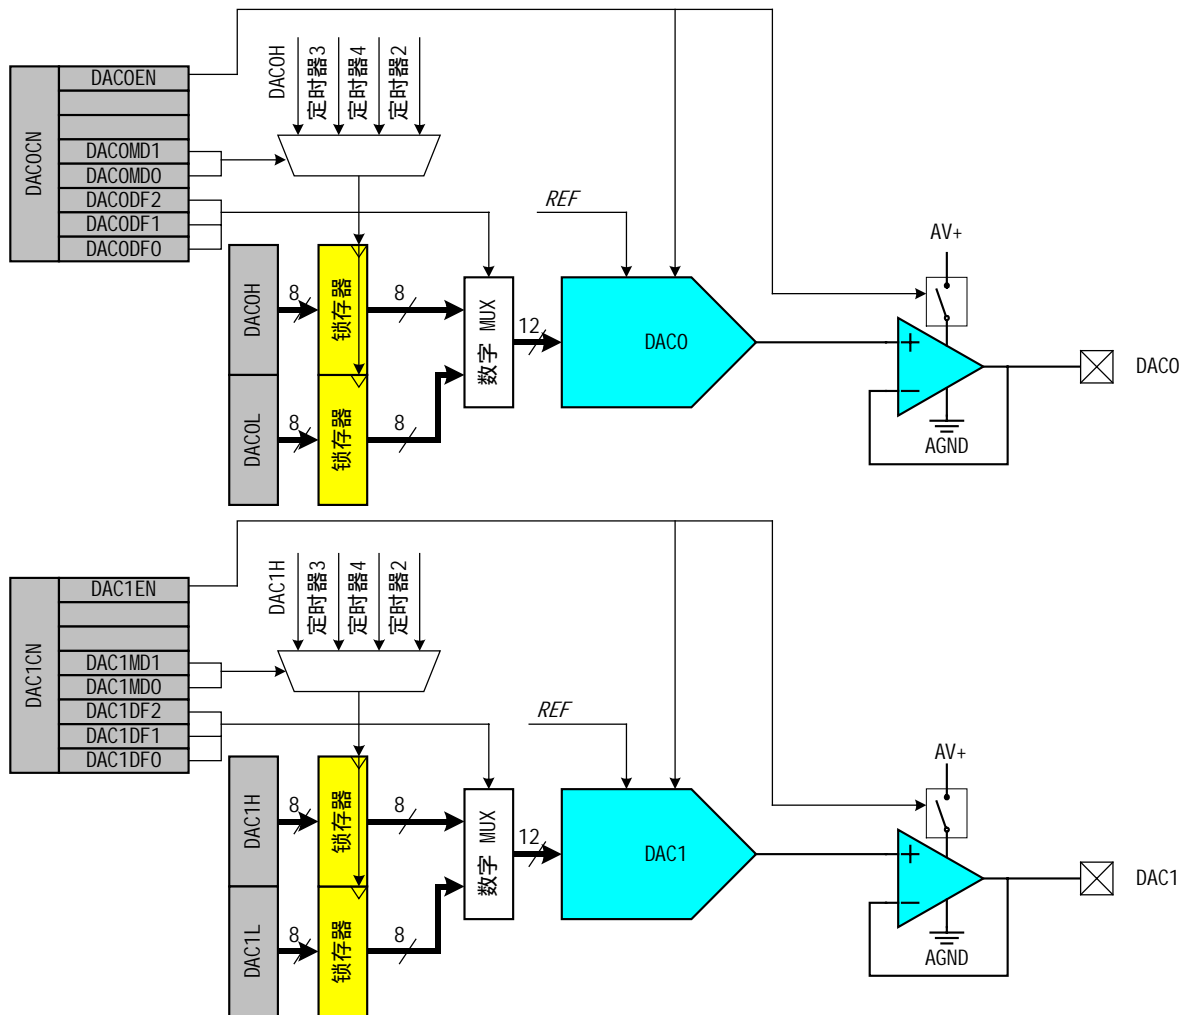 DAC0CN
DAC0EN
DAC0MD1
DAC0MD0
DAC0DF2
DAC0DF1
DAC0DF0
DAC0H
定时器3
定时器4
定时器2
REF
AV+
DAC0H
8
锁存器
8
数字 MUX
12
DAC0
+
−
AGND
DAC0
DAC0L
8
锁存器
8
DAC1CN
DAC1EN
DAC1MD1
DAC1MD0
DAC1DF2
DAC1DF1
DAC1DF0
DAC1H
定时器3
定时器4
定时器2
REF
AV+
DAC1H
8
锁存器
8
数字 MUX
12
DAC1
+
−
AGND
DAC1
DAC1L
8
锁存器
8